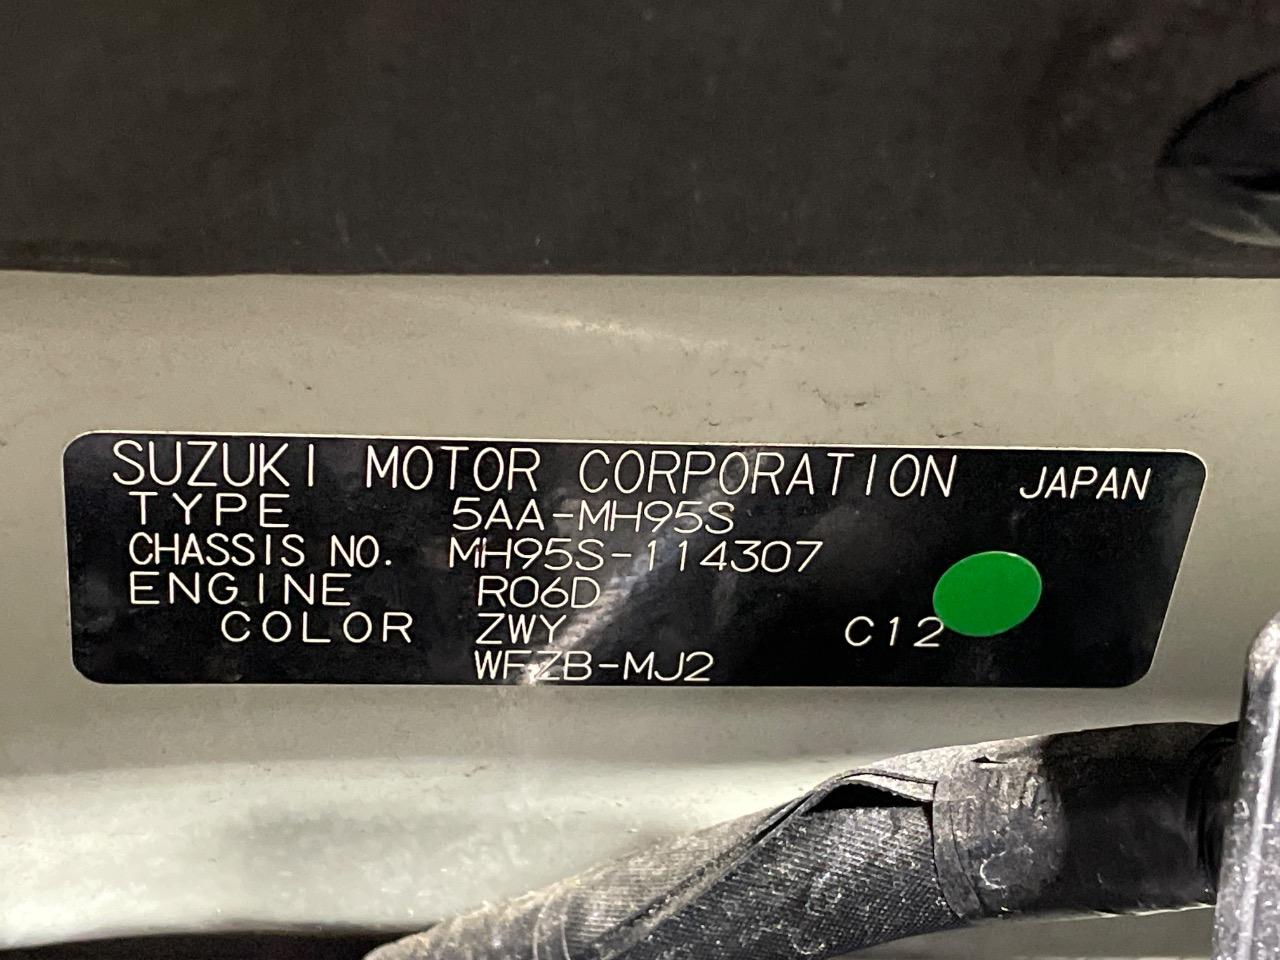 SUZUKI MOTOR CORPORATION JAPAN
TYPE 5AA-MH95S
CHASSIS NO. MH95S-114307
ENGINE R06D
COLOR ZWY C12
WFZB-MJ2